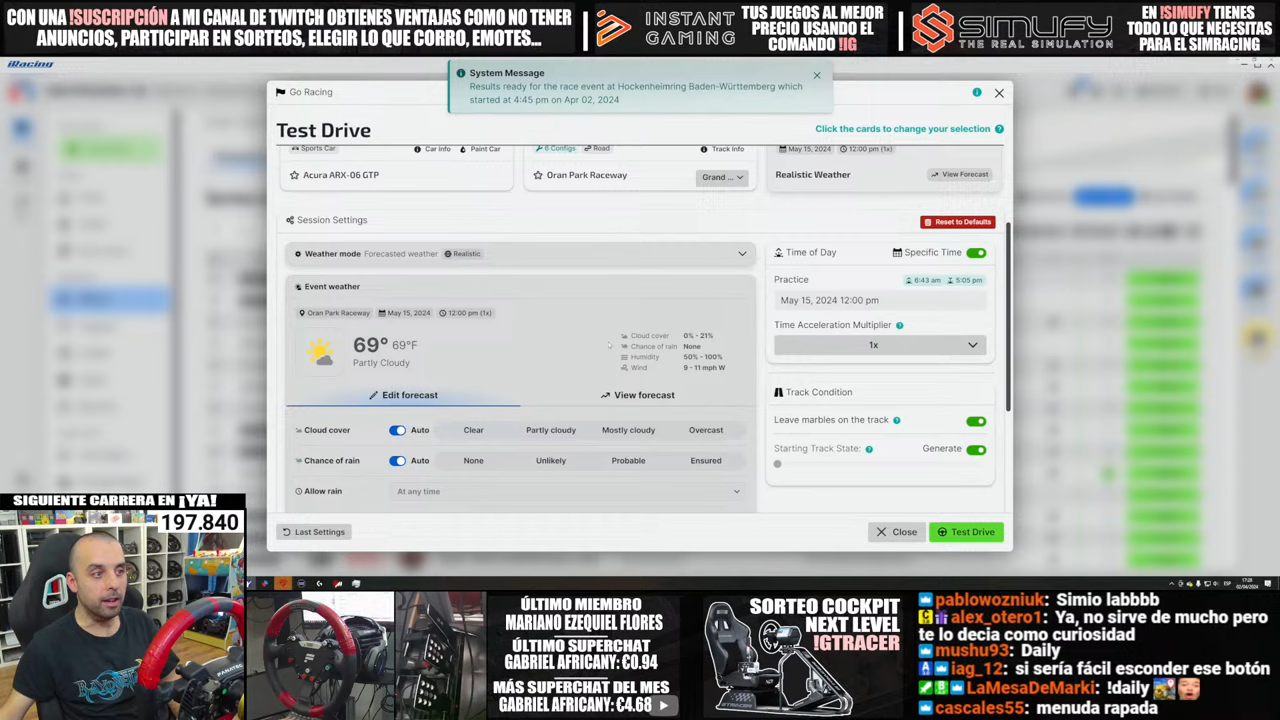 CON UNA !SUSCRIPCIÓN A MI CANAL DE TWITCH OBTIENES VENTAJAS COMO NO TENER
ANUNCIOS, PARTICIPAR EN SORTEOS, ELEGIR LO QUE CORRO, EMOTES...
INSTANT
GAMING
TUS JUEGOS AL MEJOR
PRECIO USANDO EL
COMANDO !IG
SIMUFY
THE REAL SIMULATION
EN !SIMUFY TIENES
TODO LO QUE NECESITAS
PARA EL SIMRACING
iRacing
System Message
Results ready for the race event at Hockenheimring Baden-Württemberg which
started at 4:45 pm on Apr 02, 2024
Go Racing
Test Drive
Click the cards to change your selection
Sports Car
Car Info
Paint Car
6 Configs
Road
Track Info
May 15, 2024
12:00 pm (1x)
Acura ARX-06 GTP
Oran Park Raceway
Grand ...
Realistic Weather
View Forecast
Session Settings
Reset to Defaults
Weather mode Forecasted weather Realistic
Time of Day
Specific Time
Event weather
Practice
6:43 am
5:05 pm
May 15, 2024 12:00 pm
Oran Park Raceway
May 15, 2024
12:00 pm (1x)
Time Acceleration Multiplier
1x
69° 69°F
Partly Cloudy
Cloud cover 0% - 21%
Chance of rain None
Humidity 50% - 100%
Wind 9 - 11 mph W
Edit forecast
View forecast
Track Condition
Leave marbles on the track
Starting Track State:
Generate
Cloud cover Auto Clear Partly cloudy Mostly cloudy Overcast
Chance of rain Auto None Unlikely Probable Ensured
Allow rain At any time
Last Settings
Close
Test Drive
SIGUIENTE CARRERA EN ¡YA!
197.840
ESP
17:28
02/04/2024
ÚLTIMO MIEMBRO
MARIANO EZEQUIEL FLORES
ÚLTIMO SUPERCHAT
GABRIEL AFRICANY: €0.94
MÁS SUPERCHAT DEL MES
GABRIEL AFRICANY: €4.68
SORTEO COCKPIT
NEXT LEVEL
!GTRACER
pablowozniuk: Simio labbbb
alex_otero1: Ya, no sirve de mucho pero
te lo decia como curiosidad
mushu93: Daily
iag_12: si sería fácil esconder ese botón
LaMesaDeMarki: !daily
cascales55: menuda rapada
FANATEC